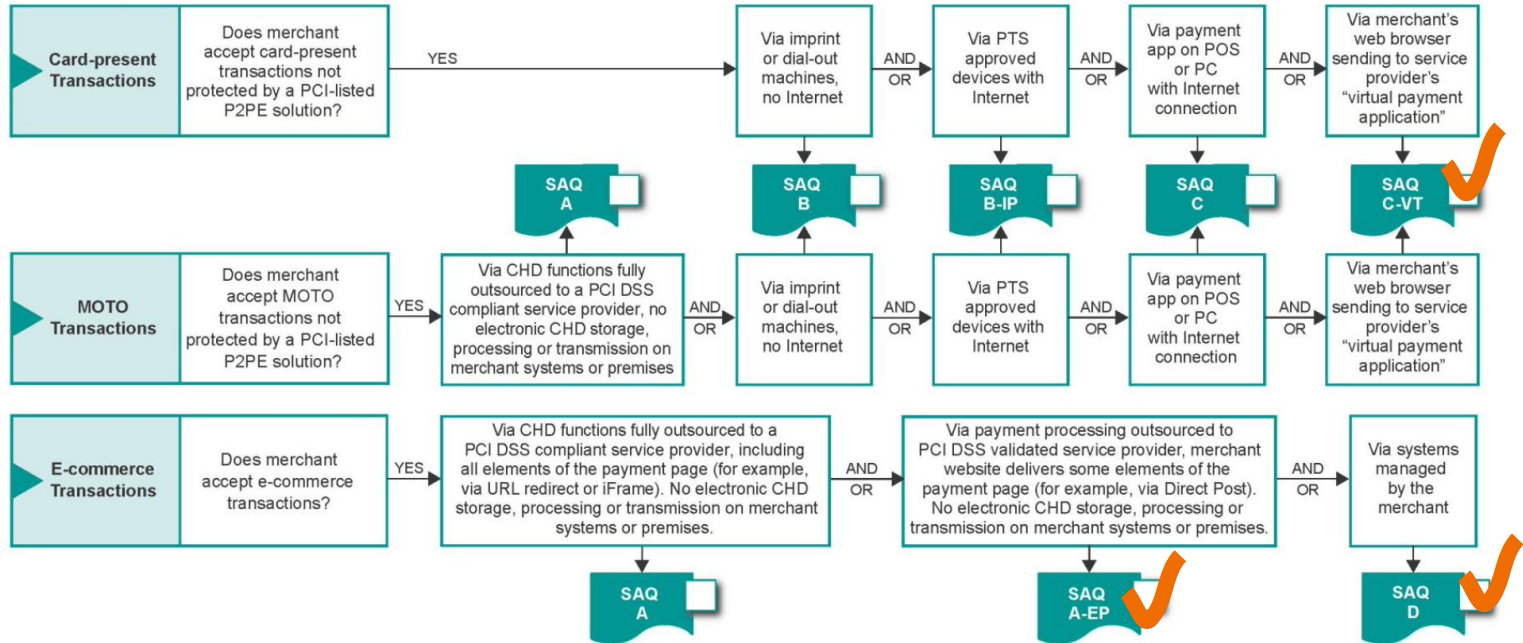 Card-present
Transactions
Does merchant
accept card-present
transactions not
protected by a PCI-listed
P2PE solution?
YES
Via imprint
or dial-out
machines,
no Internet
AND
OR
Via PTS
approved
devices with
Internet
AND
OR
Via payment
app on POS
or PC
with Internet
connection
AND
OR
Via merchant's
web browser
sending to service
provider's
“virtual payment
application”
SAQ
A
SAQ
B
SAQ
B-IP
SAQ
C
SAQ
C-VT
MOTO
Transactions
Does merchant
accept MOTO
transactions not
protected by a PCI-listed
P2PE solution?
YES
Via CHD functions fully
outsourced to a PCI DSS
compliant service provider, no
electronic CHD storage,
processing or transmission on
merchant systems or premises
AND
OR
Via imprint
or dial-out
machines,
no Internet
AND
OR
Via PTS
approved
devices with
Internet
AND
OR
Via payment
app on POS
or PC
with Internet
connection
AND
OR
Via merchant's
web browser
sending to service
provider's
“virtual payment
application”
E-commerce
Transactions
Does merchant
accept e-commerce
transactions?
YES
Via CHD functions fully outsourced to a
PCI DSS compliant service provider, including
all elements of the payment page (for example,
via URL redirect or iFrame). No electronic CHD
storage, processing or transmission on merchant
systems or premises.
AND
OR
Via payment processing outsourced to
PCI DSS validated service provider, merchant
website delivers some elements of the
payment page (for example, via Direct Post).
No electronic CHD storage, processing or
transmission on merchant systems or premises.
AND
OR
Via systems
managed
by the
merchant
SAQ
A
SAQ
A-EP
SAQ
D